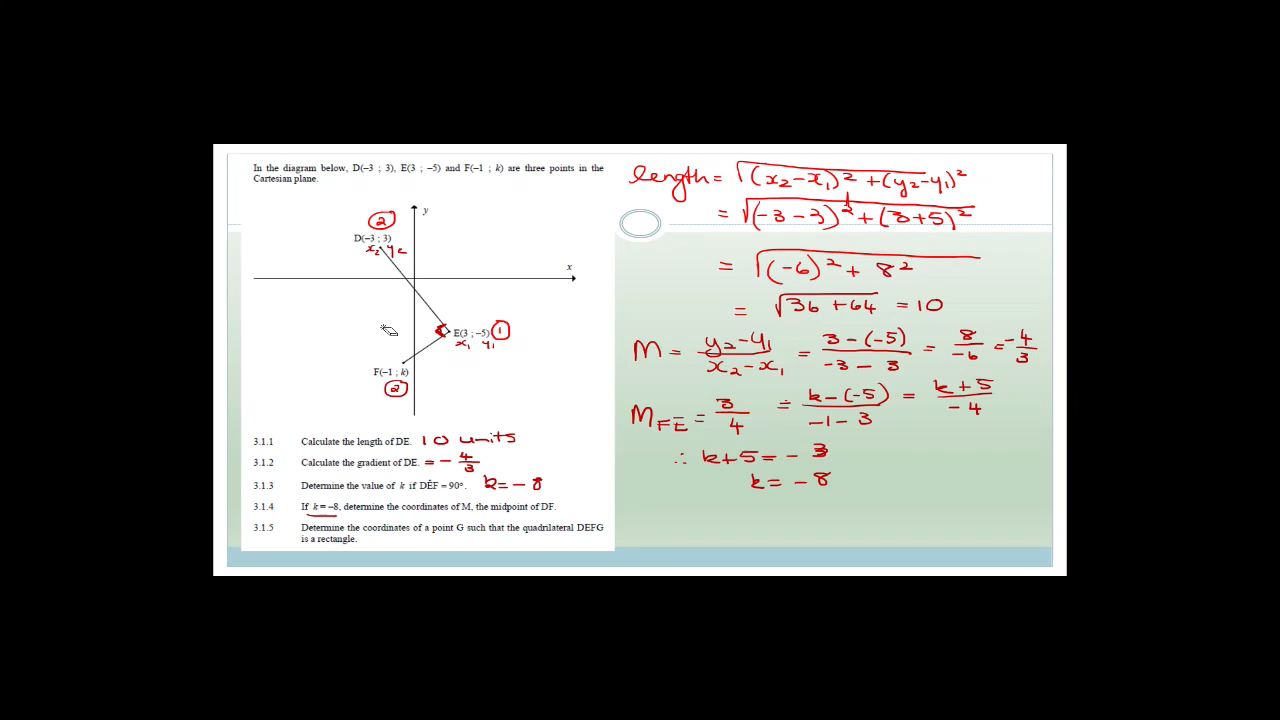 In the diagram below, D(–3 ; 3), E(3 ; –5) and F(–1 ; k) are three points in the
Cartesian plane.
y
2
D(–3 ; 3)
x₂ y₂
x
E(3 ; –5) 1
x₁ y₁
F(–1 ; k)
2
3.1.1 Calculate the length of DE. 10 units
3.1.2 Calculate the gradient of DE. = - 4/3
3.1.3 Determine the value of k if DÊF = 90°. k = - 8
3.1.4 If k = –8, determine the coordinates of M, the midpoint of DF.
3.1.5 Determine the coordinates of a point G such that the quadrilateral DEFG
is a rectangle.
length = √((x₂ - x₁)² + (y₂ - y₁)²)
= √((-3 - 3)² + (3 + 5)²)
= √((-6)² + 8²)
= √(36 + 64) = 10
M = (y₂ - y₁)/(x₂ - x₁) = (3 - (-5))/(-3 - 3) = 8/-6 = -4/3
M_FE = 3/4 = (k - (-5))/(-1 - 3) = (k + 5)/-4
∴ k + 5 = - 3
k = - 8